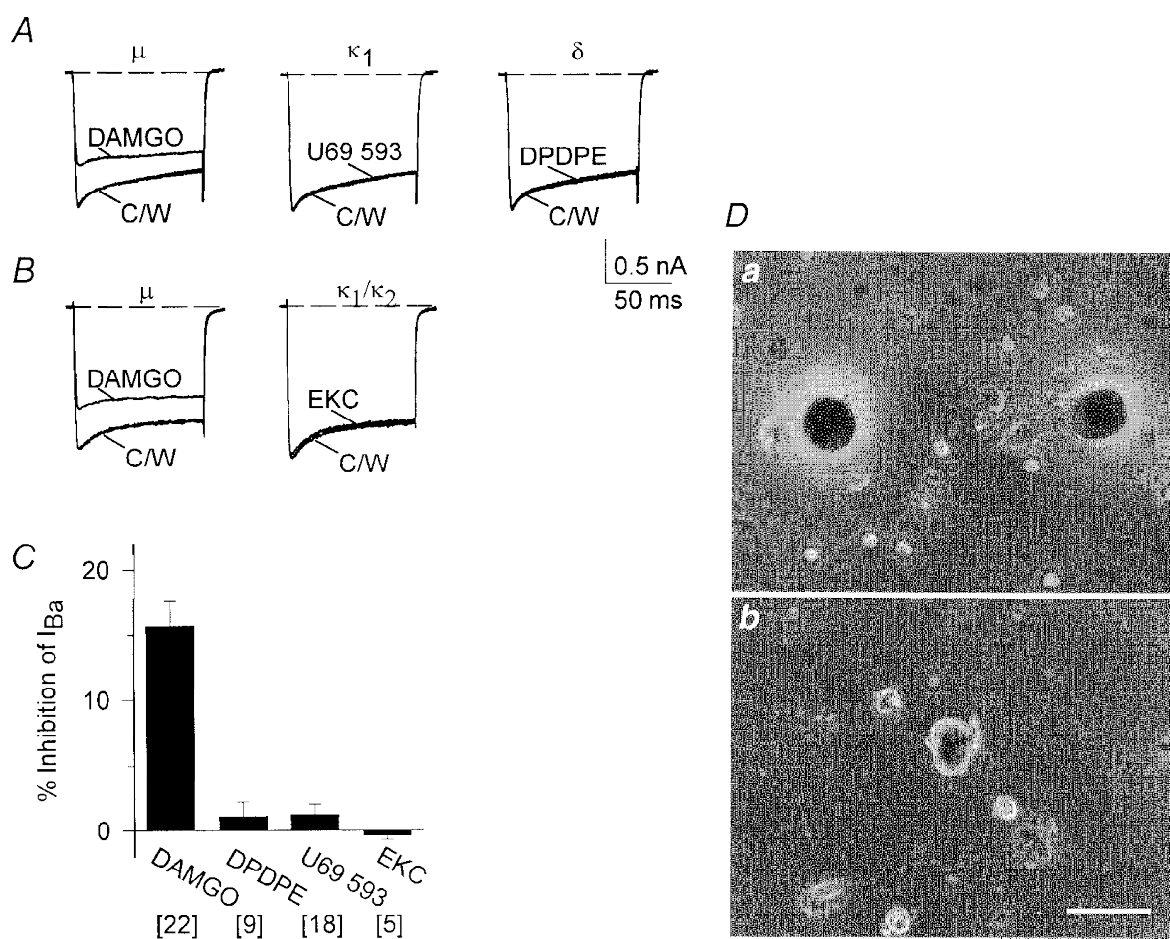 A
μ
κ1
δ
DAMGO
U69 593
DPDPE
C/W
C/W
C/W
0.5 nA
50 ms
B
μ
κ1/κ2
DAMGO
EKC
C/W
C/W
C
% Inhibition of IBa
20
10
0
DAMGO
DPDPE
U69 593
EKC
[22]
[9]
[18]
[5]
D
a
b